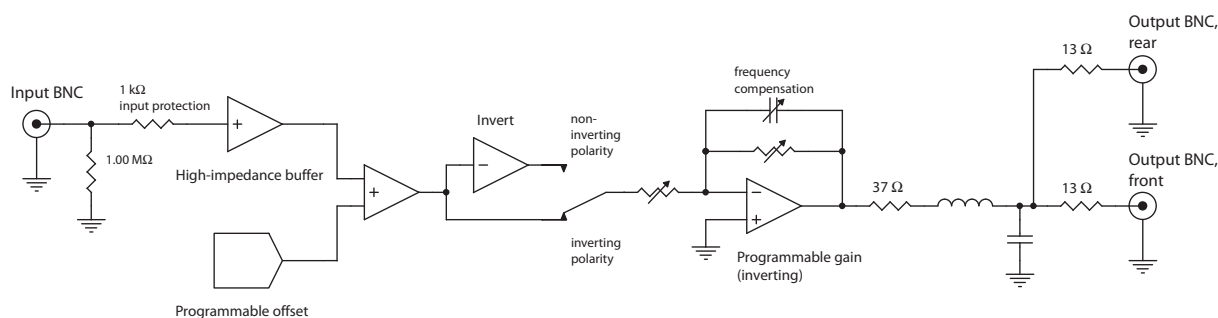 Output BNC,
rear
13 Ω
frequency
compensation
Input BNC
1 kΩ
input protection
Invert
non-
inverting
polarity
1.00 MΩ
High-impedance buffer
Output BNC,
front
37 Ω
13 Ω
inverting
polarity
Programmable gain
(inverting)
Programmable offset
+
+
−
−
+